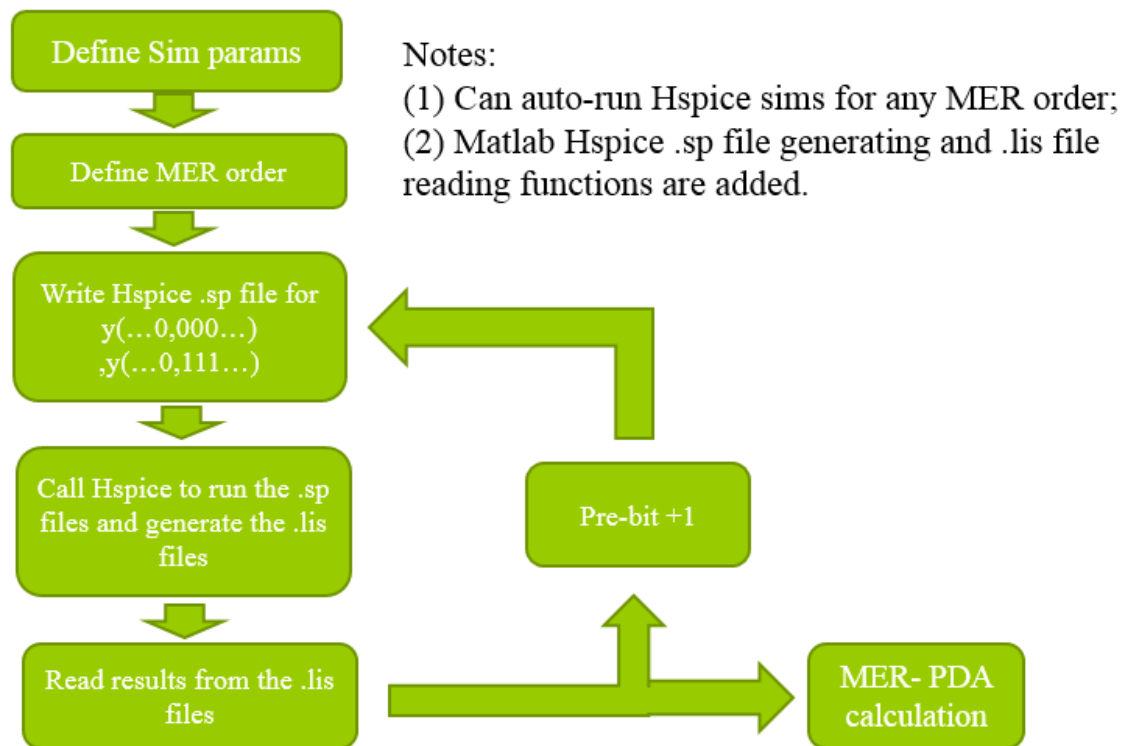 Define Sim params
Notes:
(1) Can auto-run Hspice sims for any MER order;
(2) Matlab Hspice .sp file generating and .lis file
reading functions are added.
Define MER order
Write Hspice .sp file for
y(…0,000…)
,y(…0,111…)
Call Hspice to run the .sp
files and generate the .lis
files
Pre-bit +1
Read results from the .lis
files
MER- PDA
calculation